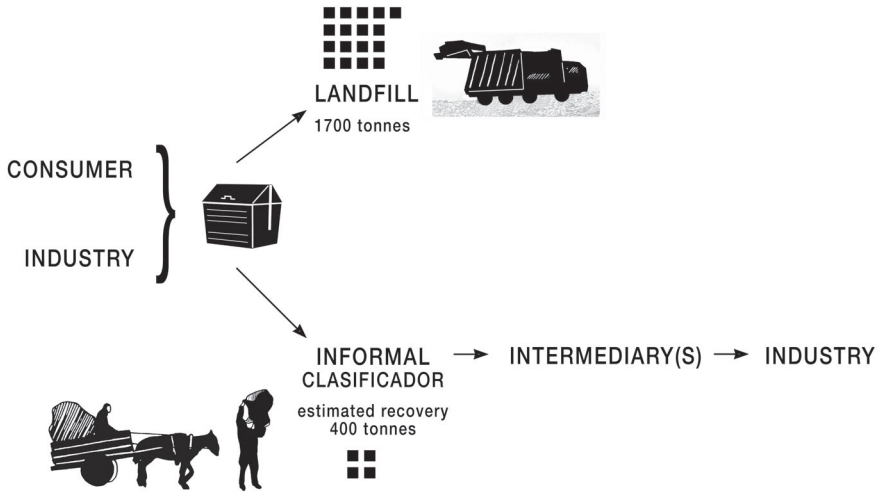 LANDFILL
1700 tonnes
CONSUMER
INDUSTRY
INFORMAL
CLASIFICADOR
estimated recovery
400 tonnes
INTERMEDIARY(S)
INDUSTRY